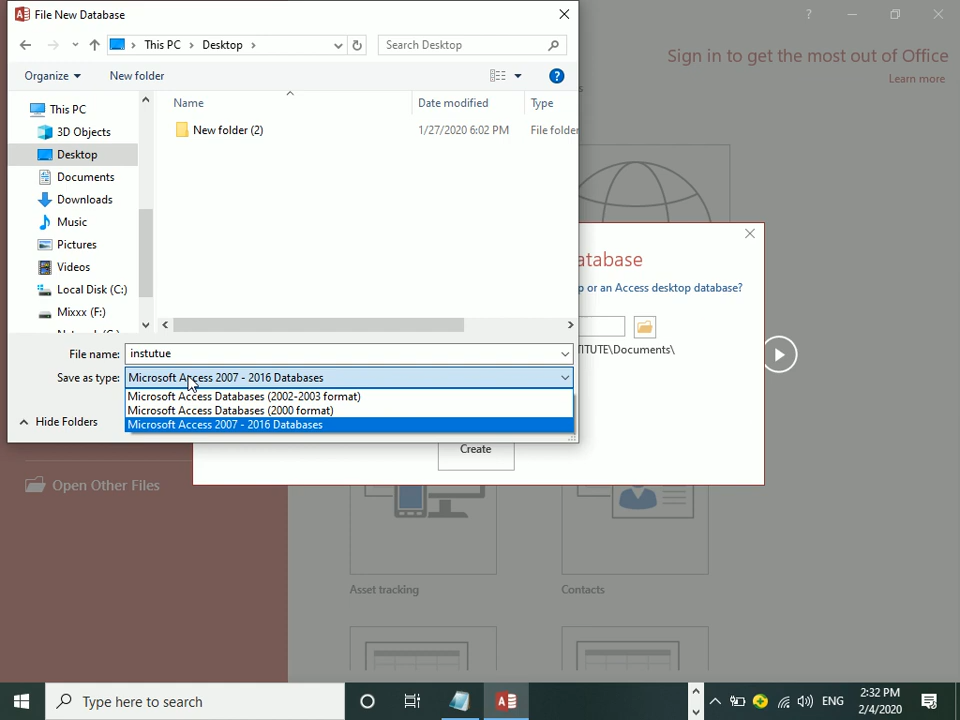 File New Database
?
Sign in to get the most out of Office
Learn more
This PC
Desktop
Search Desktop
Organize
New folder
?
Name
Date modified
Type
This PC
3D Objects
Desktop
Documents
Downloads
Music
Pictures
Videos
Local Disk (C:)
Mixxx (F:)
New folder (2)
1/27/2020 6:02 PM
File folder
atabase
p or an Access desktop database?
TITUTE\Documents\
File name:
instutue
Save as type:
Microsoft Access 2007 - 2016 Databases
Microsoft Access Databases (2002-2003 format)
Microsoft Access Databases (2000 format)
Microsoft Access 2007 - 2016 Databases
Hide Folders
Create
Open Other Files
Asset tracking
Contacts
Type here to search
ENG
2:32 PM
2/4/2020